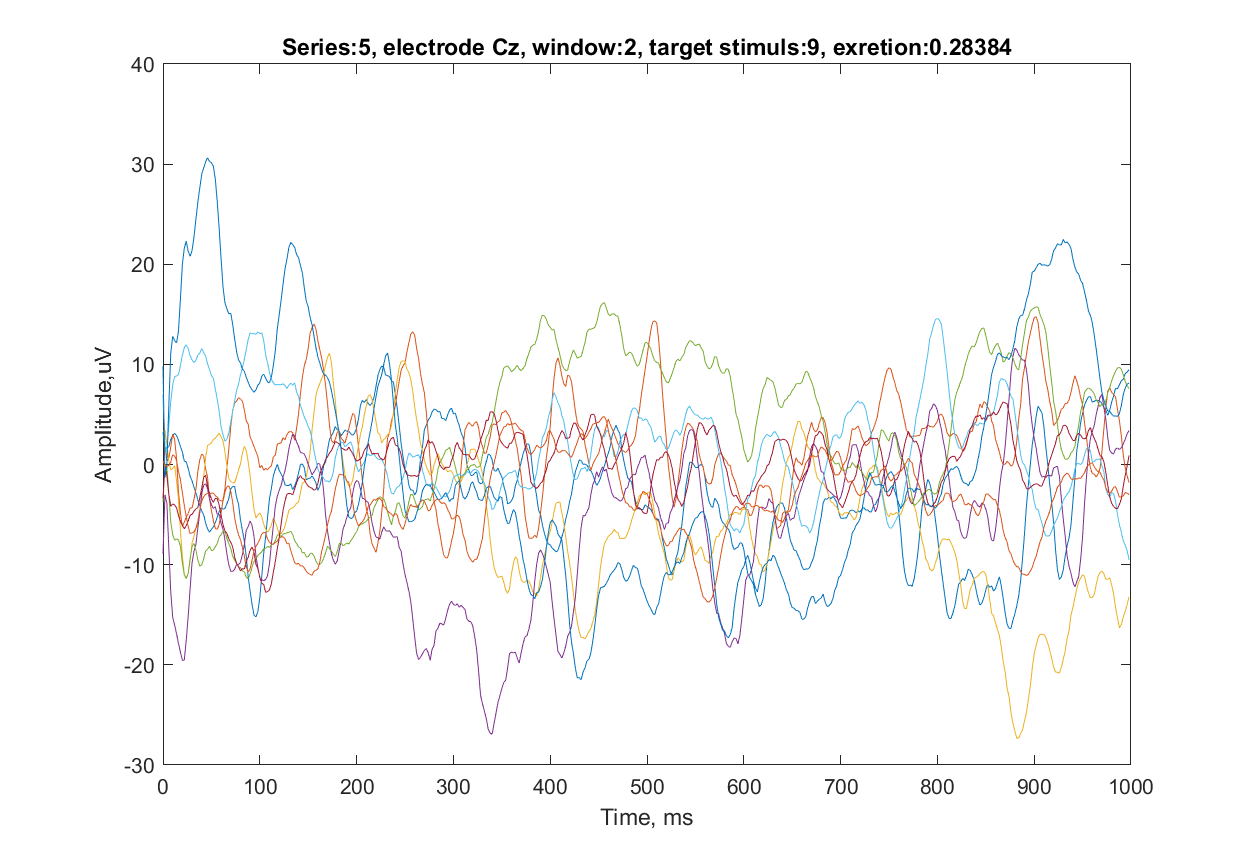 Series:5, electrode Cz, window:2, target stimuls:9, exretion:0.28384
40
30
20
10
0
-10
-20
-30
Amplitude,uV
0 100 200 300 400 500 600 700 800 900 1000
Time, ms